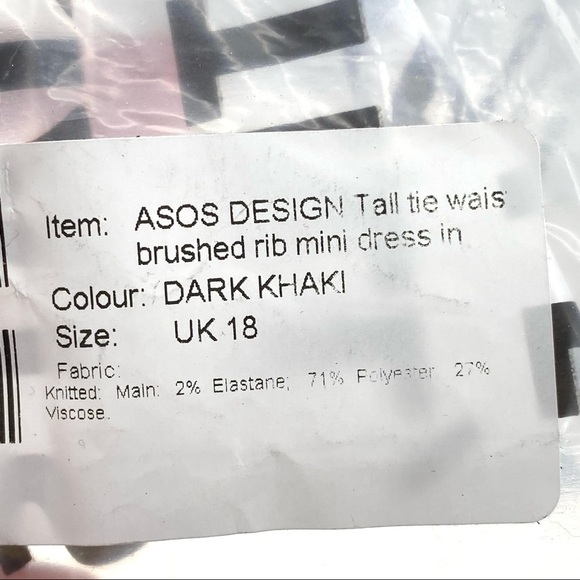 Item: ASOS DESIGN Tall tie wais
brushed rib mini dress in
Colour: DARK KHAKI
Size: UK 18
Fabric:
Knitted: Main: 2% Elastane; 71% Polyester 27%
Viscose.